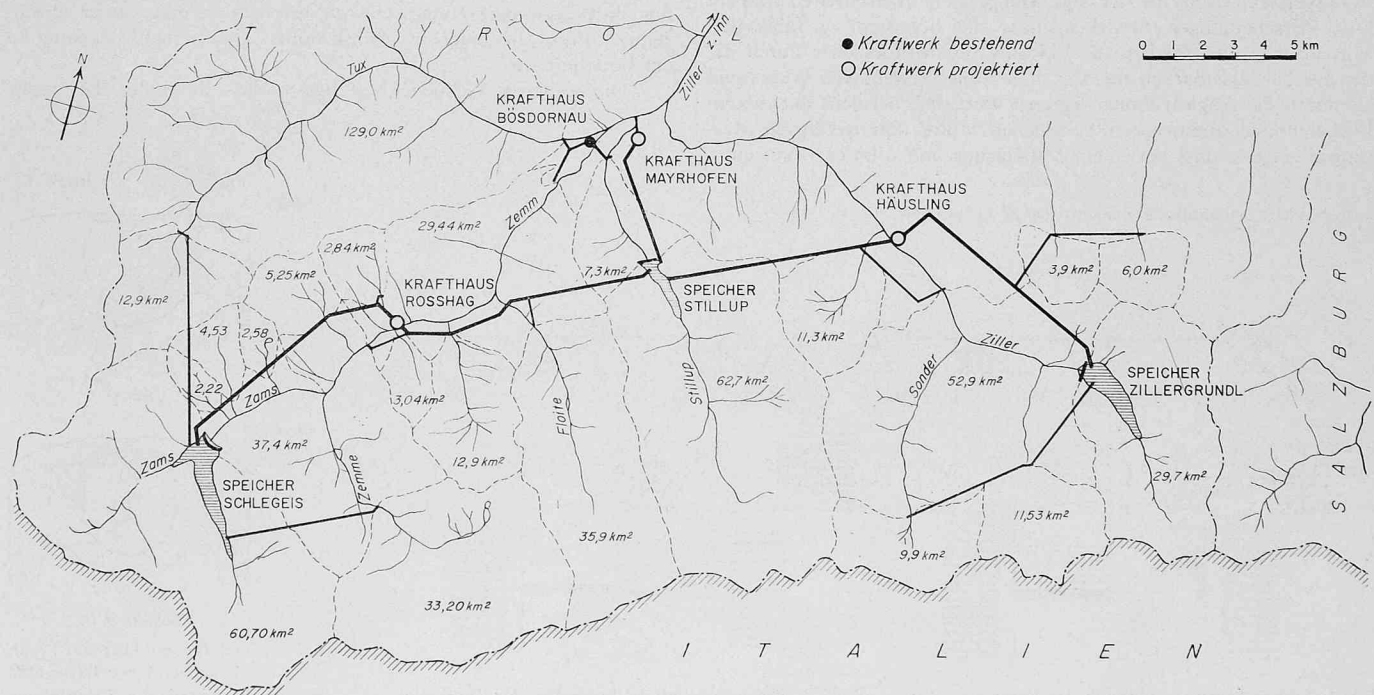 T I R O L
z. Inn
Kraftwerk bestehend
Kraftwerk projektiert
0 1 2 3 4 5 km
N
Tux
Ziller
KRAFTHAUS
BÖSDORNAU
129,0 km²
KRAFTHAUS
MAYRHOFEN
Zemm
KRAFTHAUS
HÄUSLING
29,44 km²
2,84 km²
5,25 km²
KRAFTHAUS
ROSSHAG
7,3 km²
SPEICHER
STILLUP
3,9 km²
6,0 km²
12,9 km²
4,53
2,58
11,3 km²
Ziller
SALZBURG
2,22
Zams
3,04 km²
Floite
Stillup
62,7 km²
Sonder
52,9 km²
SPEICHER
ZILLERGRÜNDL
37,4 km²
Zams
SPEICHER
SCHLEGEIS
Zemme
12,9 km²
29,7 km²
11,53 km²
35,9 km²
9,9 km²
33,20 km²
60,70 km²
I T A L I E N